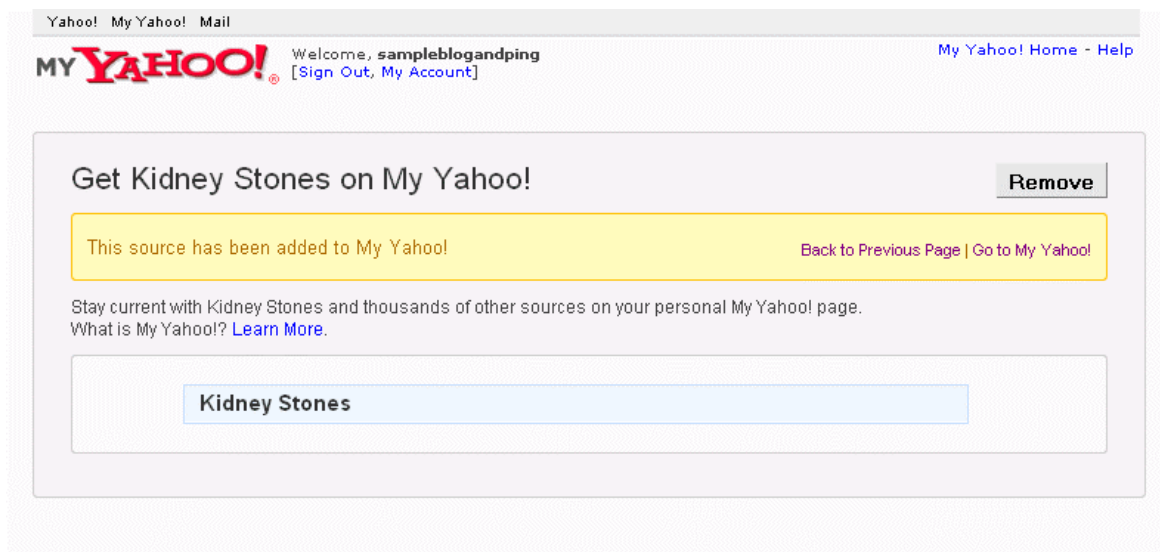 Yahoo! My Yahoo! Mail
MY YAHOO!® Welcome, sampleblogandping
[Sign Out, My Account]
My Yahoo! Home - Help
Get Kidney Stones on My Yahoo!
Remove
This source has been added to My Yahoo!
Back to Previous Page | Go to My Yahoo!
Stay current with Kidney Stones and thousands of other sources on your personal My Yahoo! page.
What is My Yahoo!? Learn More.
Kidney Stones